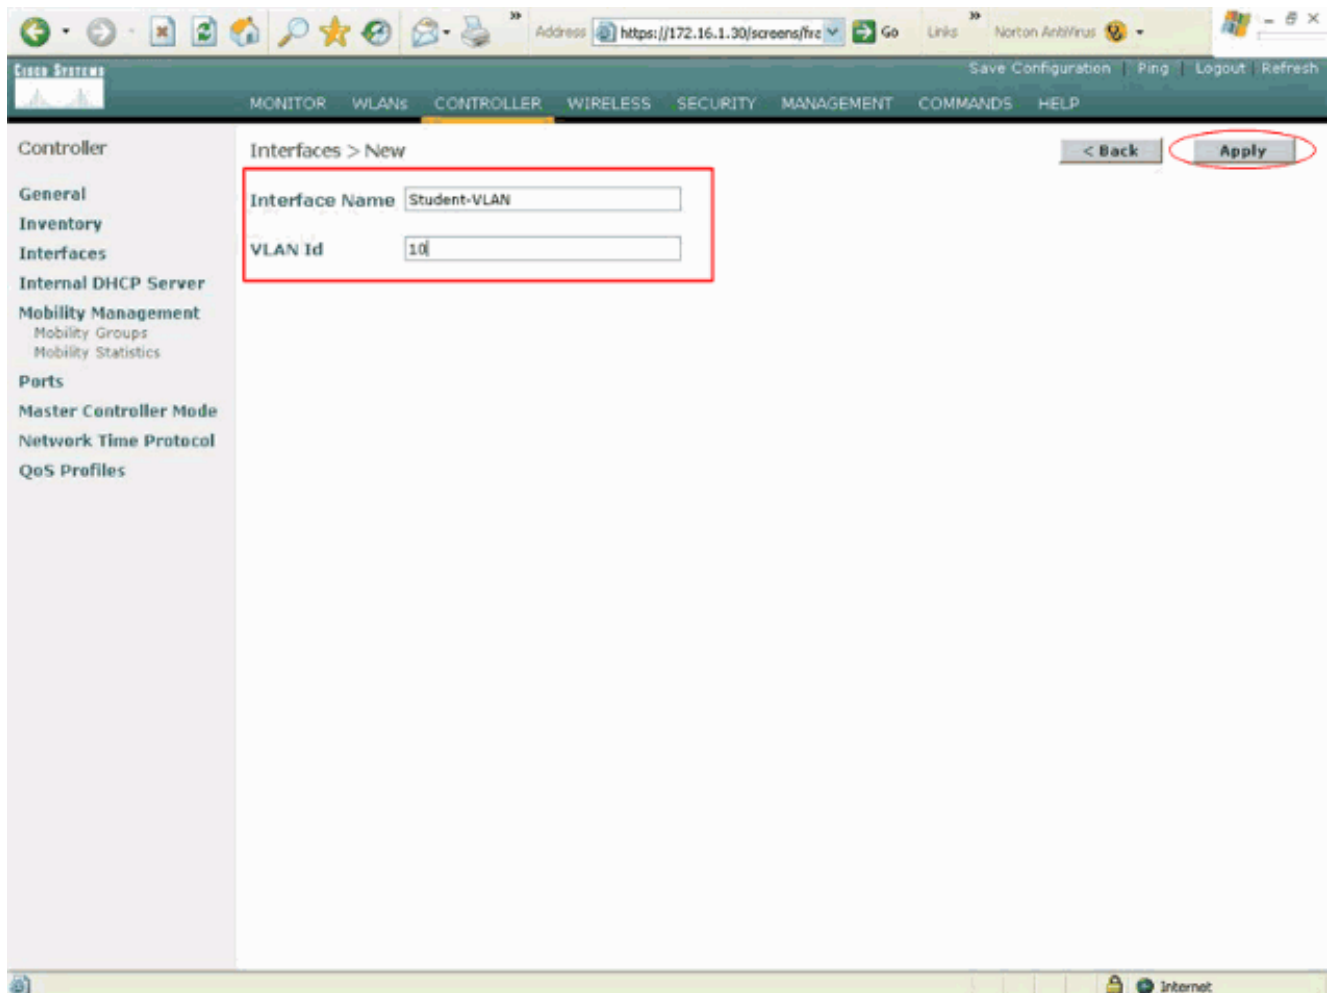 Address https://172.16.1.30/screens/fra Go Links Norton AntiVirus
CISCO SYSTEMS
Save Configuration | Ping | Logout | Refresh
MONITOR WLANs CONTROLLER WIRELESS SECURITY MANAGEMENT COMMANDS HELP
Controller
General
Inventory
Interfaces
Internal DHCP Server
Mobility Management
Mobility Groups
Mobility Statistics
Ports
Master Controller Mode
Network Time Protocol
QoS Profiles
Interfaces > New
< Back Apply
Interface Name Student-VLAN
VLAN Id 10
Internet